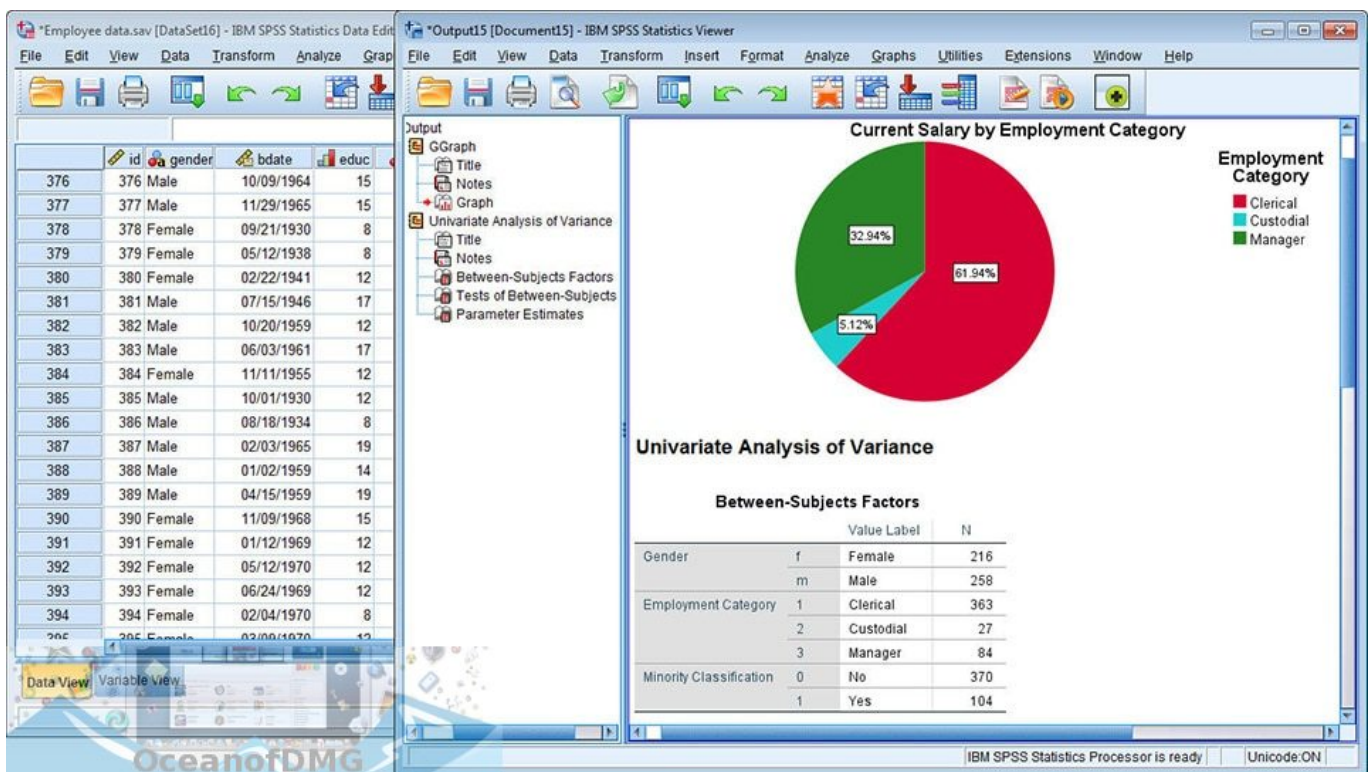 *Employee data.sav [DataSet16] - IBM SPSS Statistics Data Edit
File Edit View Data Transform Analyze Grap
id gender bdate educ
376 376 Male 10/09/1964 15
377 377 Male 11/29/1965 15
378 378 Female 09/21/1930 8
379 379 Female 05/12/1938 8
380 380 Female 02/22/1941 12
381 381 Male 07/15/1946 17
382 382 Male 10/20/1959 12
383 383 Male 06/03/1961 17
384 384 Female 11/11/1955 12
385 385 Male 10/01/1930 12
386 386 Male 08/18/1934 8
387 387 Male 02/03/1965 19
388 388 Male 01/02/1959 14
389 389 Male 04/15/1959 19
390 390 Female 11/09/1968 15
391 391 Female 01/12/1969 12
392 392 Female 05/12/1970 12
393 393 Female 06/24/1969 12
394 394 Female 02/04/1970 8
395 395 Female 03/09/1970 12
Data View Variable View
OceanofDMG
*Output15 [Document15] - IBM SPSS Statistics Viewer
File Edit View Data Transform Insert Format Analyze Graphs Utilities Extensions Window Help
Output
GGraph
Title
Notes
Graph
Univariate Analysis of Variance
Title
Notes
Between-Subjects Factors
Tests of Between-Subjects
Parameter Estimates
Current Salary by Employment Category
Employment
Category
Clerical
Custodial
Manager
32.94%
61.94%
5.12%
Univariate Analysis of Variance
Between-Subjects Factors
Value Label N
Gender f Female 216
m Male 258
Employment Category 1 Clerical 363
2 Custodial 27
3 Manager 84
Minority Classification 0 No 370
1 Yes 104
IBM SPSS Statistics Processor is ready Unicode:ON